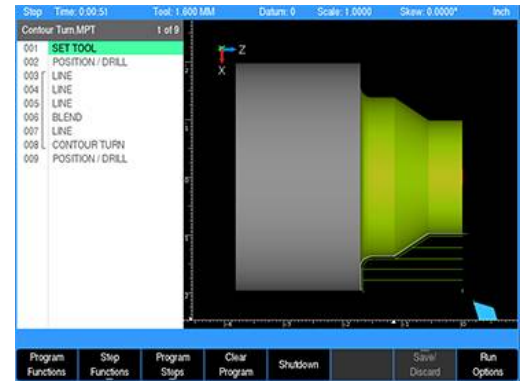 Stop Time: 0:00:51 Tool: 1.600 MM Datum: 0 Scale: 1.0000 Skew: 0.0000° Inch
Contour Turn.MPT 1 of 9
001 SET TOOL
002 POSITION / DRILL
003 LINE
004 LINE
005 LINE
006 BLEND
007 LINE
008 CONTOUR TURN
009 POSITION / DRILL
Z
X
Program Functions
Step Functions
Program Steps
Clear Program
Shutdown
Save/ Discard
Run Options